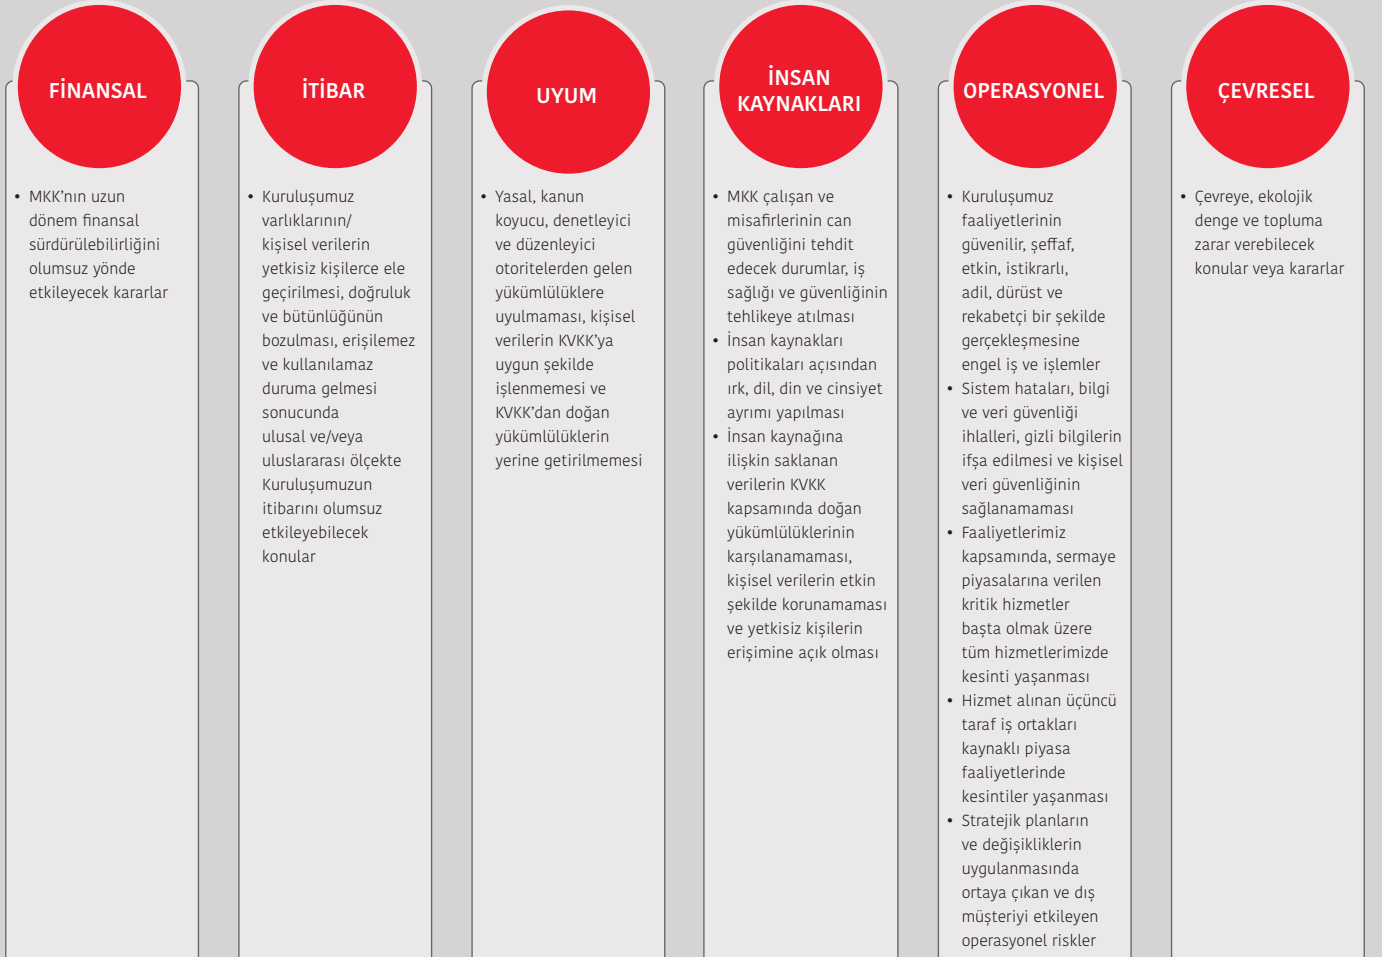 FİNANSAL
• MKK’nın uzun
dönem finansal
sürdürülebilirliğini
olumsuz yönde
etkileyecek kararlar
İTİBAR
• Kuruluşumuz
varlıklarının/
kişisel verilerin
yetkisiz kişilerce ele
geçirilmesi, doğruluk
ve bütünlüğünün
bozulması, erişilemez
ve kullanılamaz
duruma gelmesi
sonucunda
ulusal ve/veya
uluslararası ölçekte
Kuruluşumuzun
itibarını olumsuz
etkileyebilecek
konular
UYUM
• Yasal, kanun
koyucu, denetleyici
ve düzenleyici
otoritelerden gelen
yükümlülüklere
uyulmaması, kişisel
verilerin KVKK’ya
uygun şekilde
işlenmemesi ve
KVKK’dan doğan
yükümlülüklerin
yerine getirilmemesi
İNSAN
KAYNAKLARI
• MKK çalışan ve
misafirlerinin can
güvenliğini tehdit
edecek durumlar, iş
sağlığı ve güvenliğinin
tehlikeye atılması
• İnsan kaynakları
politikaları açısından
ırk, dil, din ve cinsiyet
ayrımı yapılması
• İnsan kaynağına
ilişkin saklanan
verilerin KVKK
kapsamında doğan
yükümlülüklerinin
karşılanamaması,
kişisel verilerin etkin
şekilde korunamaması
ve yetkisiz kişilerin
erişimine açık olması
OPERASYONEL
• Kuruluşumuz
faaliyetlerinin
güvenilir, şeffaf,
etkin, istikrarlı,
adil, dürüst ve
rekabetçi bir şekilde
gerçekleşmesine
engel iş ve işlemler
• Sistem hataları, bilgi
ve veri güvenliği
ihlalleri, gizli bilgilerin
ifşa edilmesi ve kişisel
veri güvenliğinin
sağlanamaması
• Faaliyetlerimiz
kapsamında, sermaye
piyasalarına verilen
kritik hizmetler
başta olmak üzere
tüm hizmetlerimizde
kesinti yaşanması
• Hizmet alınan üçüncü
taraf iş ortakları
kaynaklı piyasa
faaliyetlerinde
kesintiler yaşanması
• Stratejik planların
ve değişikliklerin
uygulanmasında
ortaya çıkan ve dış
müşteriyi etkileyen
operasyonel riskler
ÇEVRESEL
• Çevreye, ekolojik
denge ve topluma
zarar verebilecek
konular veya kararlar